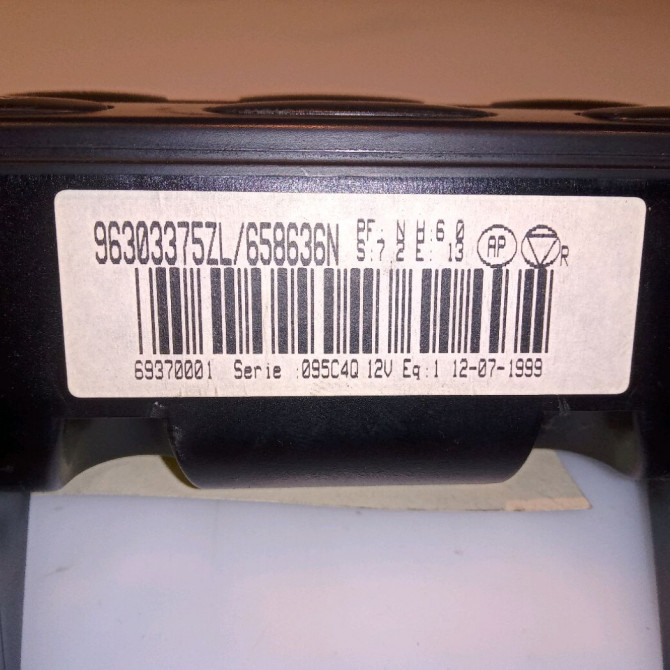 96303375ZL/658636N
PF: N H:6.0
S:7.2 E: 13
AP
R
69370001 Serie :095C4Q 12V Eq:1 12-07-1999